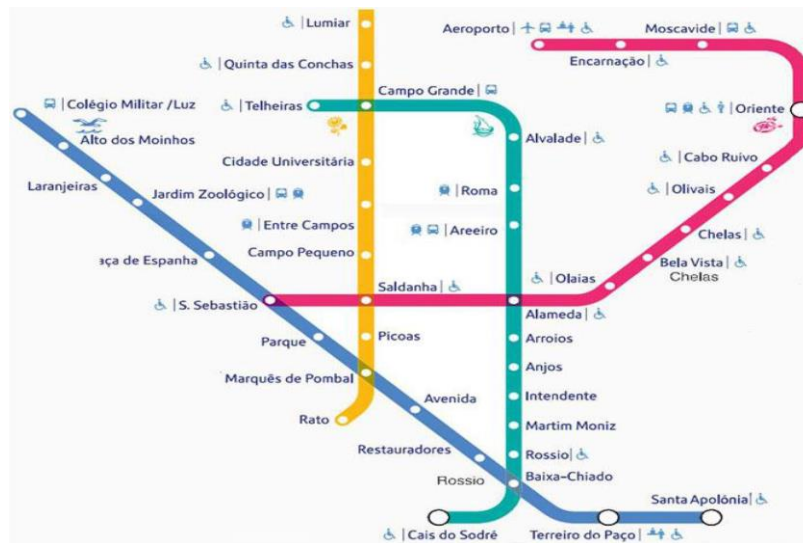 Lumiar
Aeroporto
Moscavide
Quinta das Conchas
Encarnação
Colégio Militar /Luz
Telheiras
Campo Grande
Oriente
Alto dos Moinhos
Alvalade
Cidade Universitária
Cabo Ruivo
Laranjeiras
Jardim Zoológico
Roma
Olivais
Entre Campos
Areeiro
Chelas
Campo Pequeno
aça de Espanha
Bela Vista
Chelas
Olaias
Saldanha
S. Sebastião
Alameda
Parque
Picoas
Arroios
Anjos
Marquês de Pombal
Avenida
Intendente
Rato
Martim Moniz
Restauradores
Rossio
Baixa-Chiado
Rossio
Santa Apolónia
Cais do Sodré
Terreiro do Paço